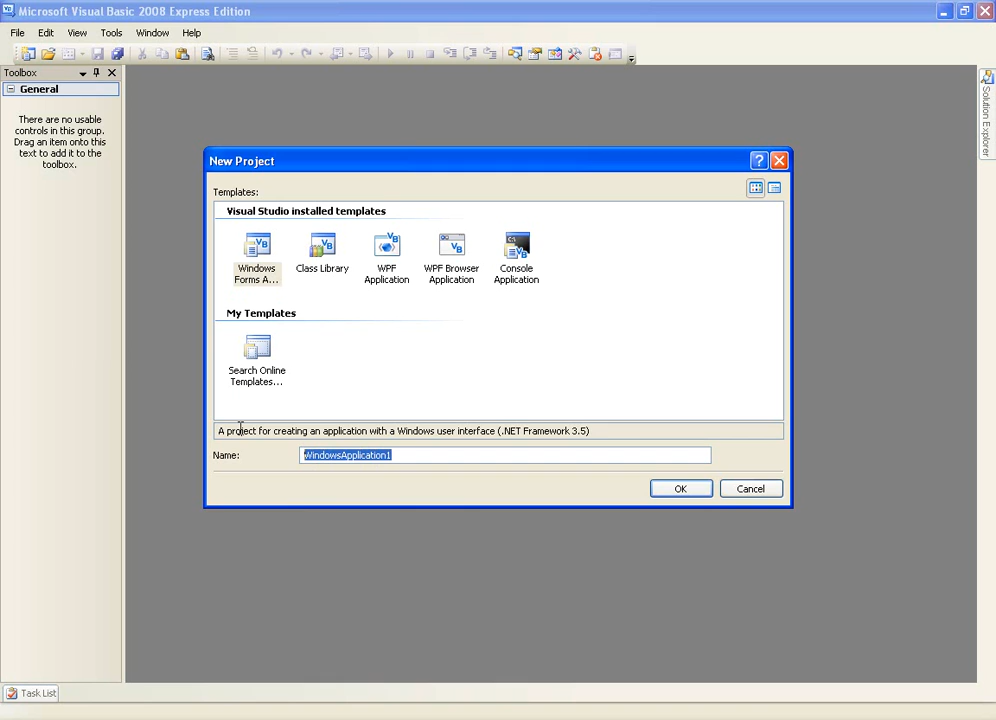 Microsoft Visual Basic 2008 Express Edition
File Edit View Tools Window Help
Toolbox
General
There are no usable
controls in this group.
Drag an item onto this
text to add it to the
toolbox.
Solution Explorer
New Project
Templates:
Visual Studio installed templates
Windows Forms A...
Class Library
WPF Application
WPF Browser Application
Console Application
My Templates
Search Online Templates...
A project for creating an application with a Windows user interface (.NET Framework 3.5)
Name: WindowsApplication1
OK Cancel
Task List